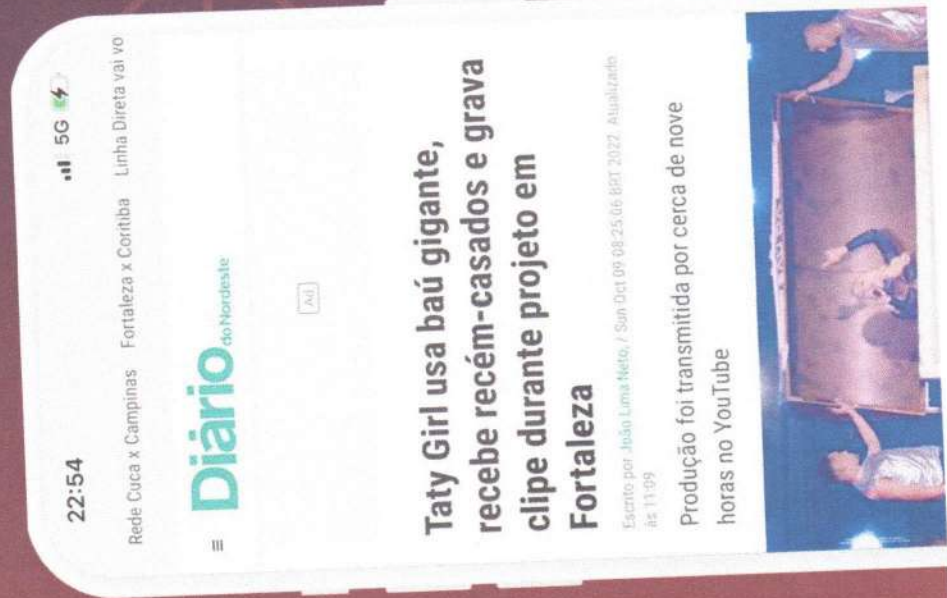 22:54 5G
Rede Cuca x Campinas Fortaleza x Coritiba Linha Direta vai vo
Diário do Nordeste
Ad
Taty Girl usa baú gigante,
recebe recém-casados e grava
clipe durante projeto em
Fortaleza
Escrito por João Lima Neto, / Sun Oct 09 08:25:06 BRT 2022 Atualizado
às 11:09
Produção foi transmitida por cerca de nove
horas no YouTube